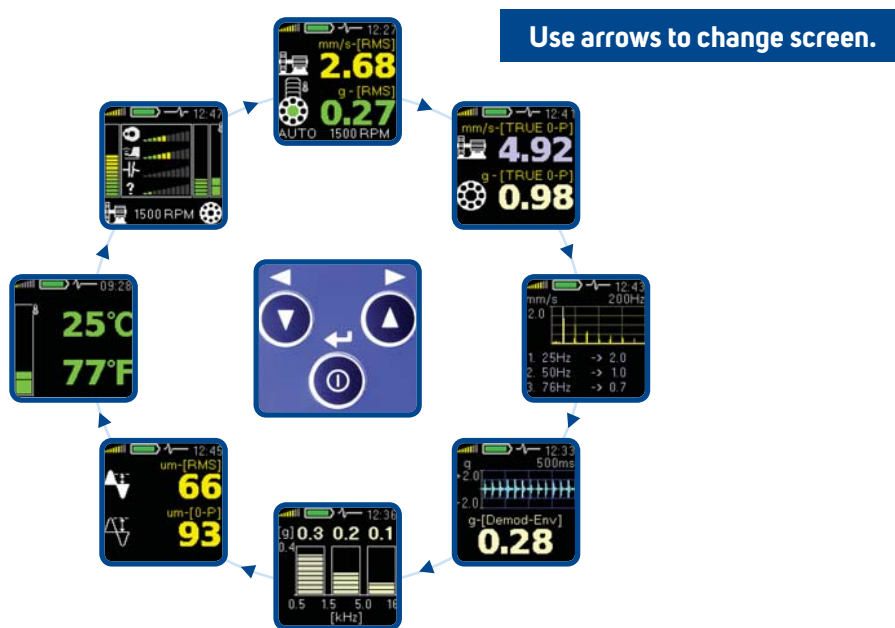 Use arrows to change screen.
12:27
mm/s-[RMS]
2.68
g - [RMS]
0.27
AUTO 1500 RPM
12:41
mm/s-[TRUE 0-P]
4.92
g - [TRUE 0-P]
0.98
12:43
mm/s 200Hz
2.0
1. 25Hz -> 2.0
2. 50Hz -> 1.0
3. 76Hz -> 0.7
12:33
g 500ms
2.0
-2.0
g-[Demod-Env]
0.28
12:36
[g] 0.3 0.2 0.1
0.4
0.5 1.5 5.0 16
[kHz]
12:45
um-[RMS]
66
um-[0-P]
93
09:28
25°C
77°F
12:47
?
1500 RPM